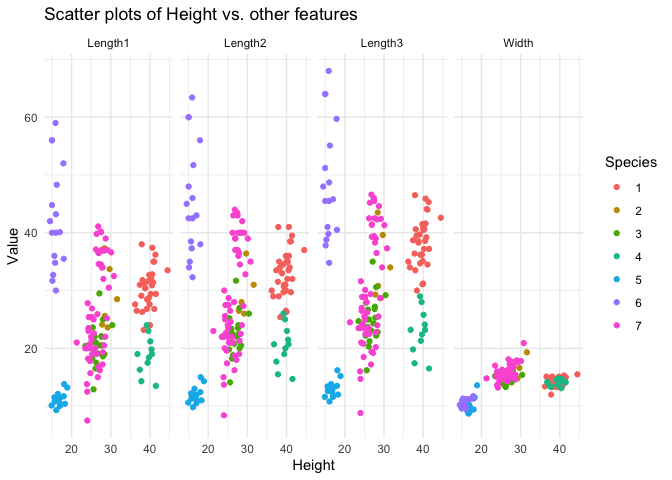 Scatter plots of Height vs. other features
Length1 Length2 Length3 Width
60
40
20
Value
20 30 40 20 30 40 20 30 40 20 30 40
Height
Species
1
2
3
4
5
6
7